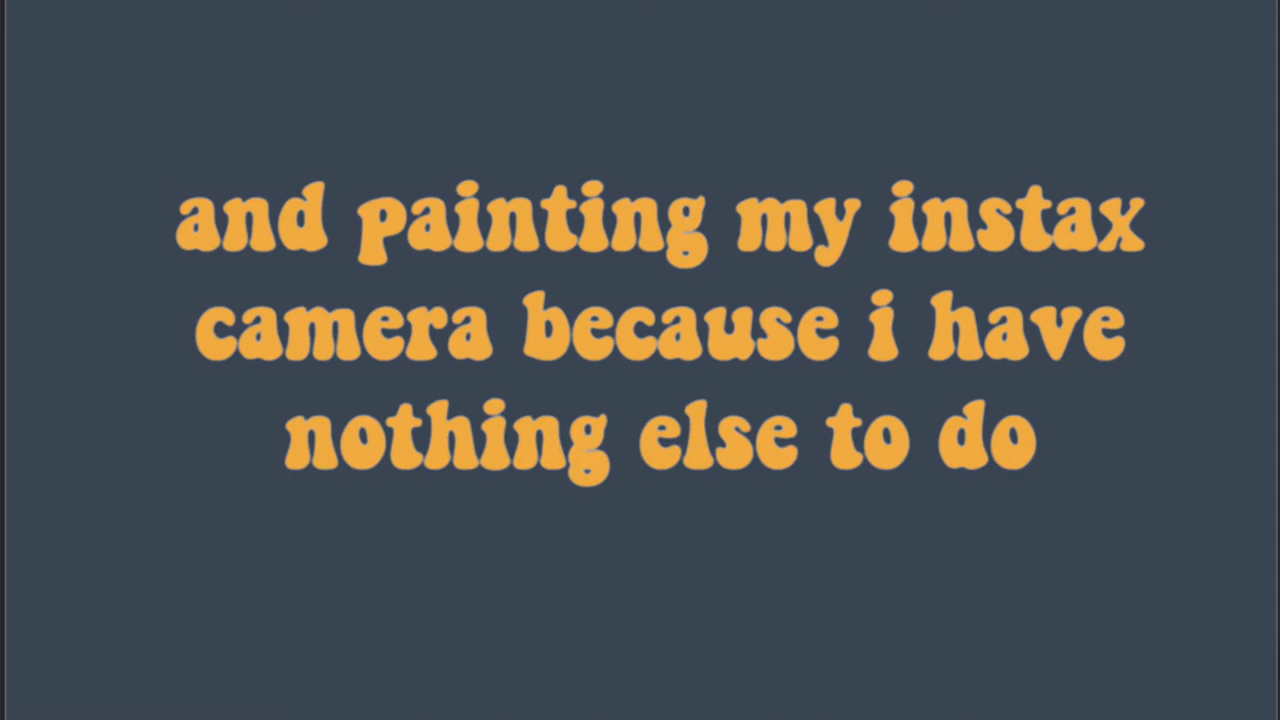 and painting my instax
camera because i have
nothing else to do